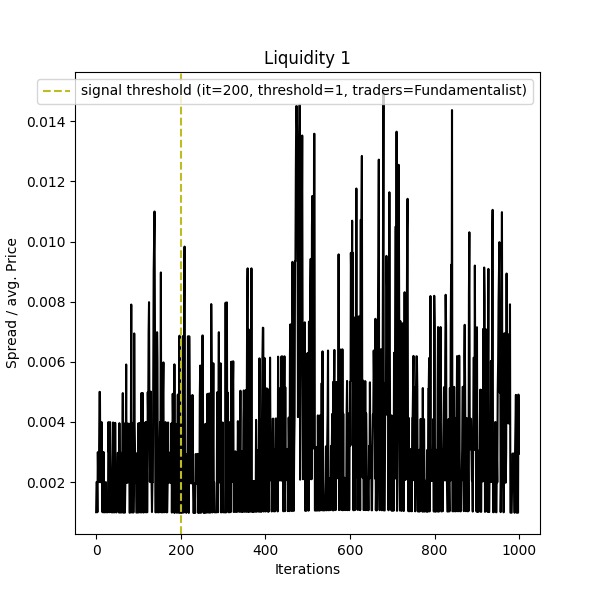 Liquidity 1
signal threshold (it=200, threshold=1, traders=Fundamentalist)
0.014
0.012
0.010
0.008
0.006
0.004
0.002
Spread / avg. Price
0 200 400 600 800 1000
Iterations